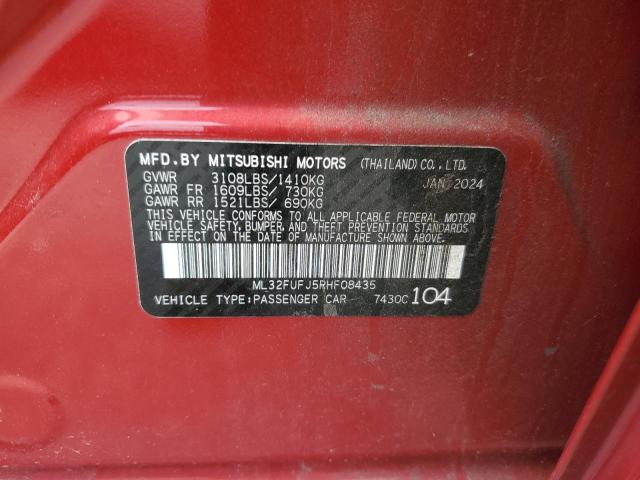 MFD.BY MITSUBISHI MOTORS (THAILAND) CO.,LTD.
GVWR 3108LBS/1410KG JAN 2024
GAWR FR 1609LBS/ 730KG
GAWR RR 1521LBS/ 690KG
THIS VEHICLE CONFORMS TO ALL APPLICABLE FEDERAL MOTOR
VEHICLE SAFETY, BUMPER, AND THEFT PREVENTION STANDARDS
IN EFFECT ON THE DATE OF MANUFACTURE SHOWN ABOVE.
ML32FUFJ5RHF08435
VEHICLE TYPE:PASSENGER CAR 7430C 104